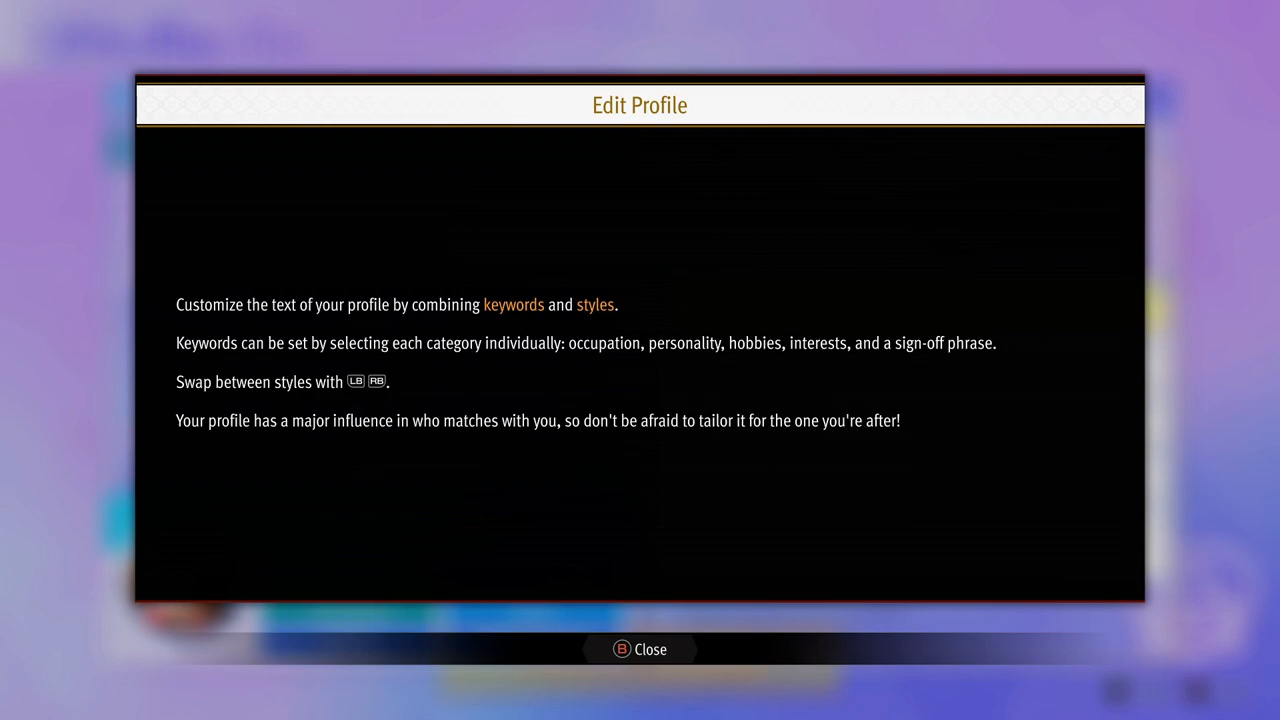 Edit Profile
Customize the text of your profile by combining keywords and styles.
Keywords can be set by selecting each category individually: occupation, personality, hobbies, interests, and a sign-off phrase.
Swap between styles with LB RB.
Your profile has a major influence in who matches with you, so don't be afraid to tailor it for the one you're after!
B Close